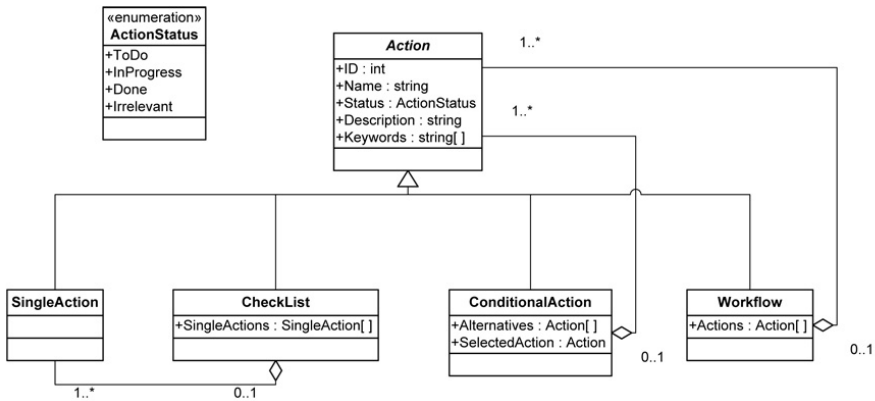 «enumeration»
ActionStatus
+ToDo
+InProgress
+Done
+Irrelevant
Action
+ID : int
+Name : string
+Status : ActionStatus
+Description : string
+Keywords : string[ ]
1..*
1..*
SingleAction
CheckList
+SingleActions : SingleAction[ ]
ConditionalAction
+Alternatives : Action[ ]
+SelectedAction : Action
Workflow
+Actions : Action[ ]
0..1
0..1
1..*
0..1